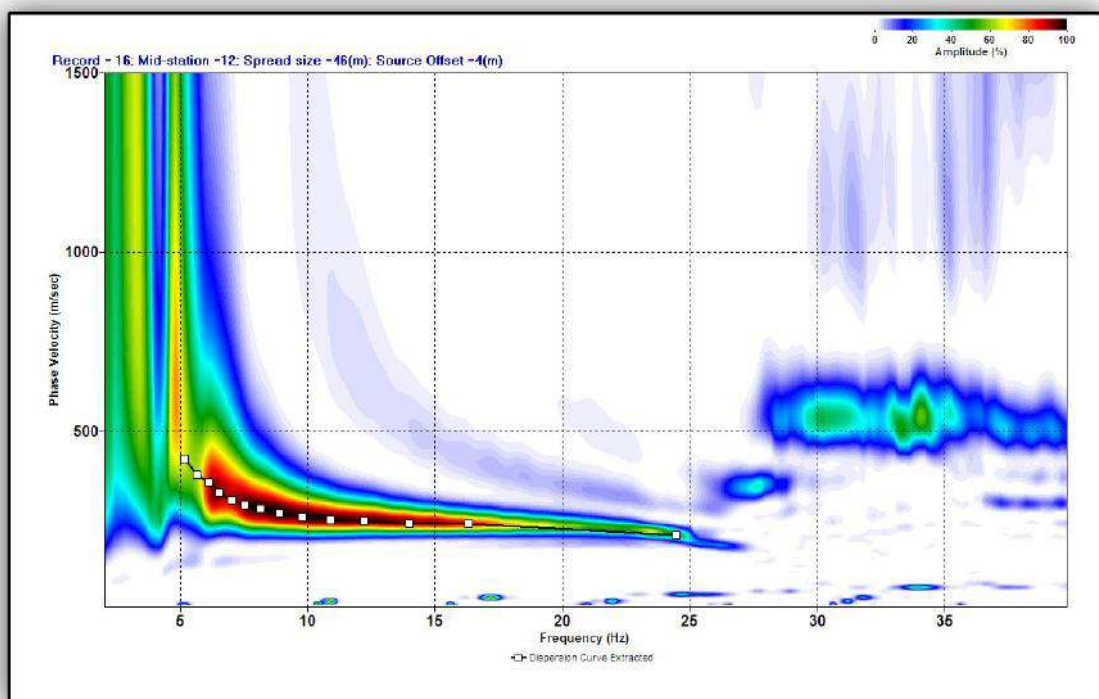 0 20 40 60 80 100
Amplitude (%)
Record - 16: Mid-station -12: Spread size -46(m): Source Offset -4(m)
1500
1000
500
Phase Velocity (m/sec)
5 10 15 20 25 30 35
Frequency (Hz)
Dispersion Curve Extracted